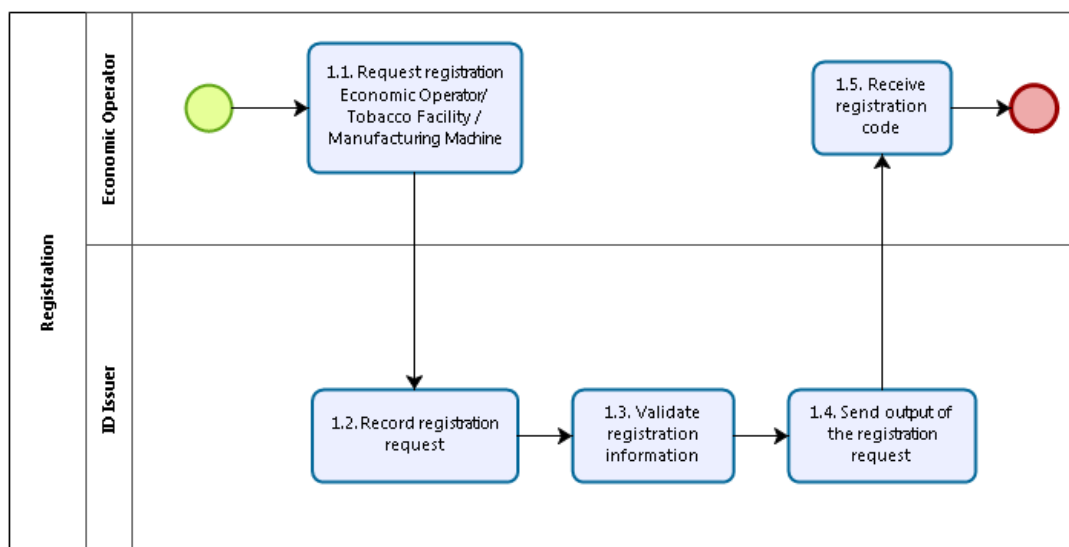 Registration
Economic Operator
1.1. Request registration
Economic Operator/
Tobacco Facility /
Manufacturing Machine
1.5. Receive
registration
code
ID Issuer
1.2. Record registration
request
1.3. Validate
registration
information
1.4. Send output of
the registration
request